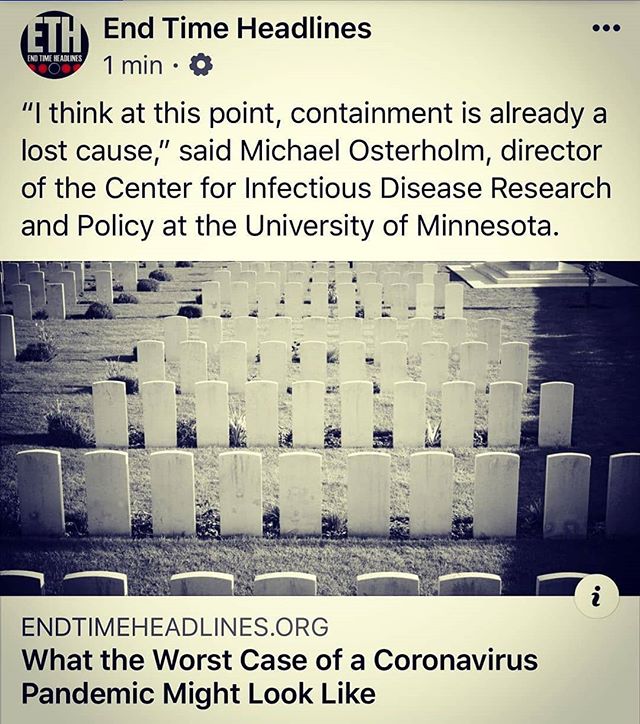 ETH
END TIME HEADLINES
End Time Headlines
1 min ·
“I think at this point, containment is already a
lost cause,” said Michael Osterholm, director
of the Center for Infectious Disease Research
and Policy at the University of Minnesota.
i
ENDTIMEHEADLINES.ORG
What the Worst Case of a Coronavirus
Pandemic Might Look Like